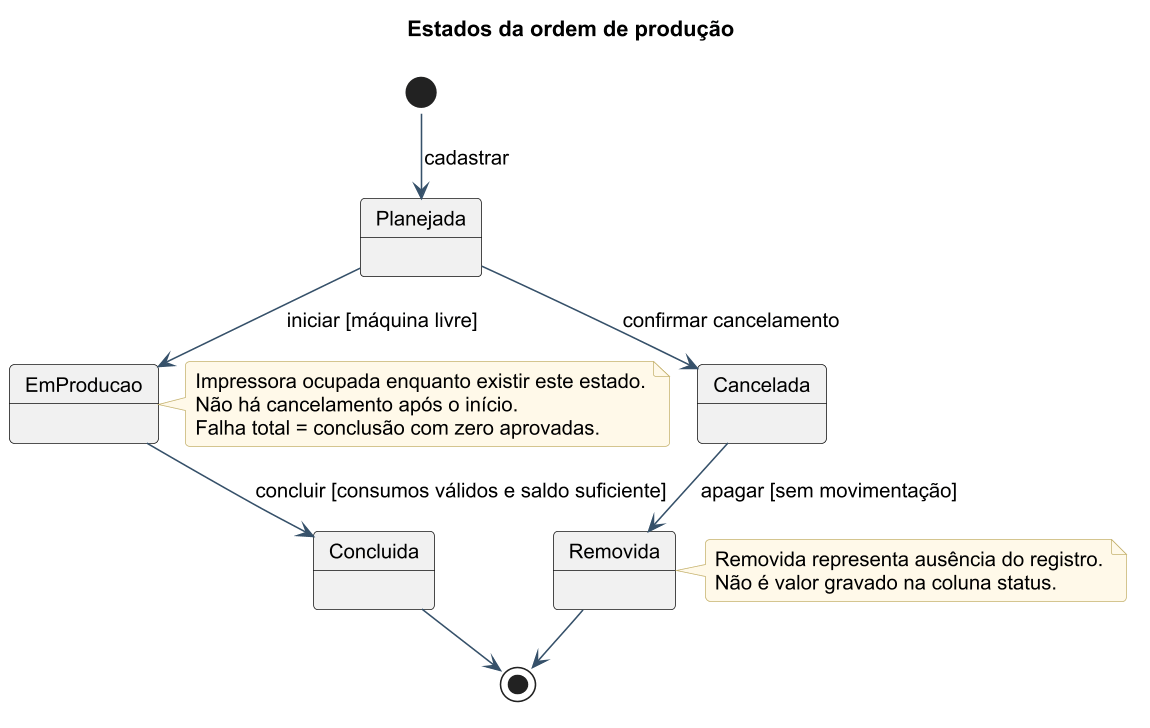 Estados da ordem de produção
cadastrar
Planejada
iniciar [máquina livre]
confirmar cancelamento
EmProducao
Impressora ocupada enquanto existir este estado.
Não há cancelamento após o início.
Falha total = conclusão com zero aprovadas.
Cancelada
concluir [consumos válidos e saldo suficiente]
apagar [sem movimentação]
Concluida
Removida
Removida representa ausência do registro.
Não é valor gravado na coluna status.